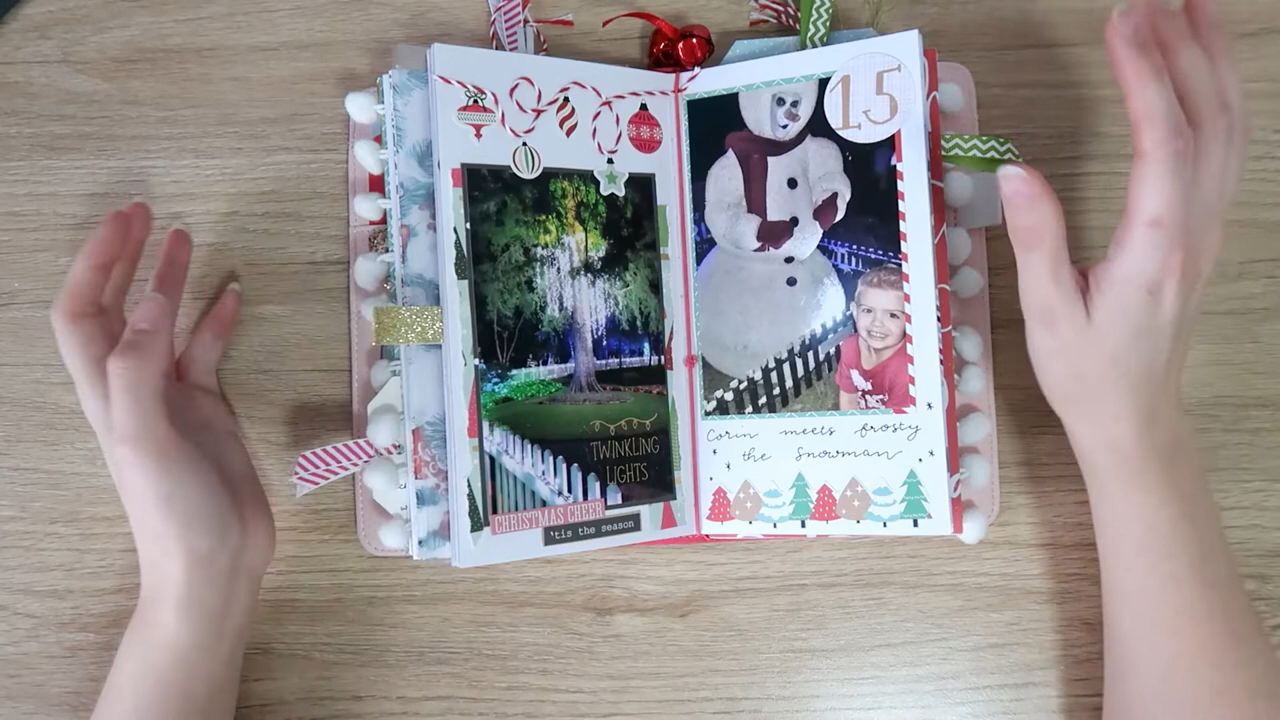 TWINKLING
LIGHTS
CHRISTMAS CHEER
'tis the season
15
Corin meets frosty
the Snowman